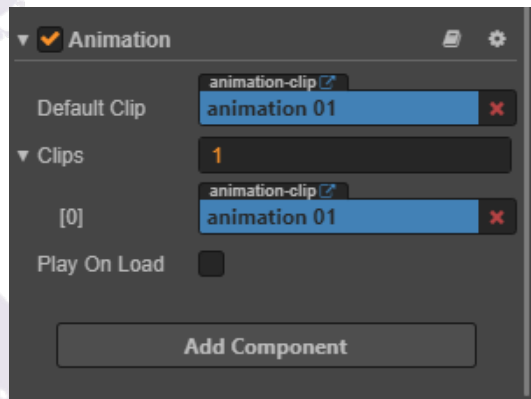 Animation
animation-clip
Default Clip animation 01
Clips 1
animation-clip
[0] animation 01
Play On Load
Add Component